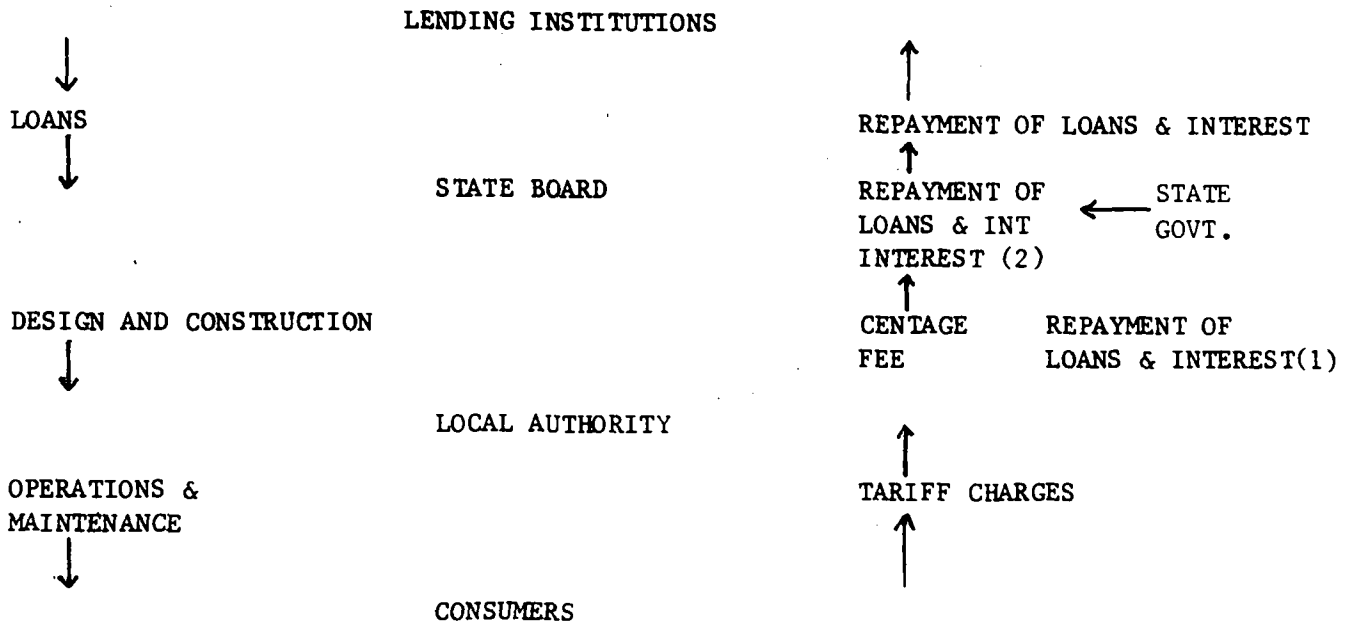 LENDING INSTITUTIONS
LOANS
REPAYMENT OF LOANS & INTEREST
STATE BOARD
REPAYMENT OF
LOANS & INT
INTEREST (2)
STATE
GOVT.
DESIGN AND CONSTRUCTION
CENTAGE
FEE
REPAYMENT OF
LOANS & INTEREST(1)
LOCAL AUTHORITY
OPERATIONS &
MAINTENANCE
TARIFF CHARGES
CONSUMERS